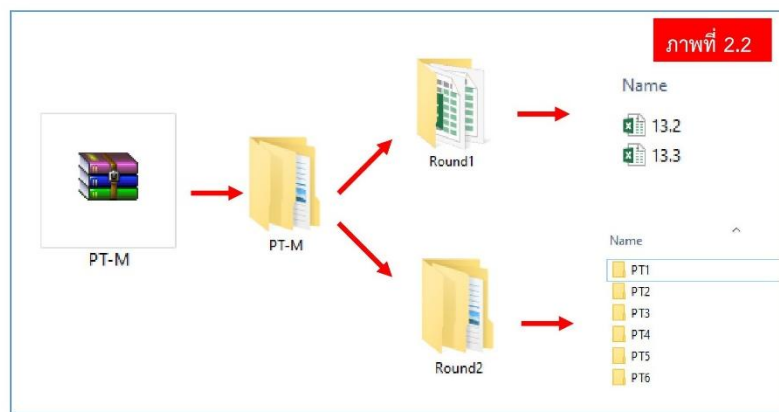 ภาพที่ 2.2
PT-M
PT-M
Round1
Name
13.2
13.3
Round2
Name
PT1
PT2
PT3
PT4
PT5
PT6